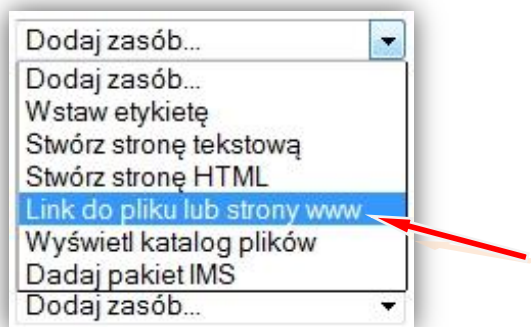 Dodaj zasób...
Dodaj zasób...
Wstaw etykietę
Stwórz stronę tekstową
Stwórz stronę HTML
Link do pliku lub strony www
Wyświetl katalog plików
Dadaj pakiet IMS
Dodaj zasób...